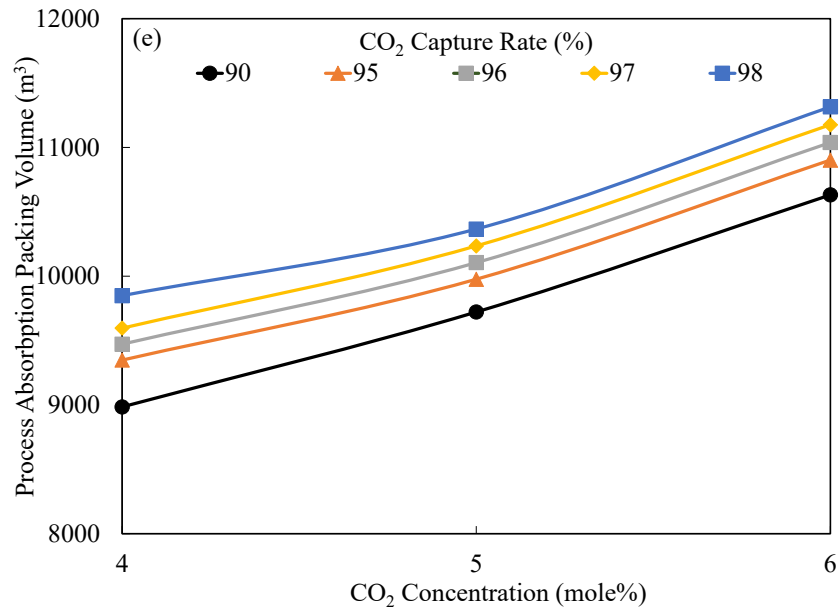 (e)
CO₂ Capture Rate (%)
90 95 96 97 98
Process Absorbption Packing Volume (m³)
12000
11000
10000
9000
8000
4 5 6
CO₂ Concentration (mole%)